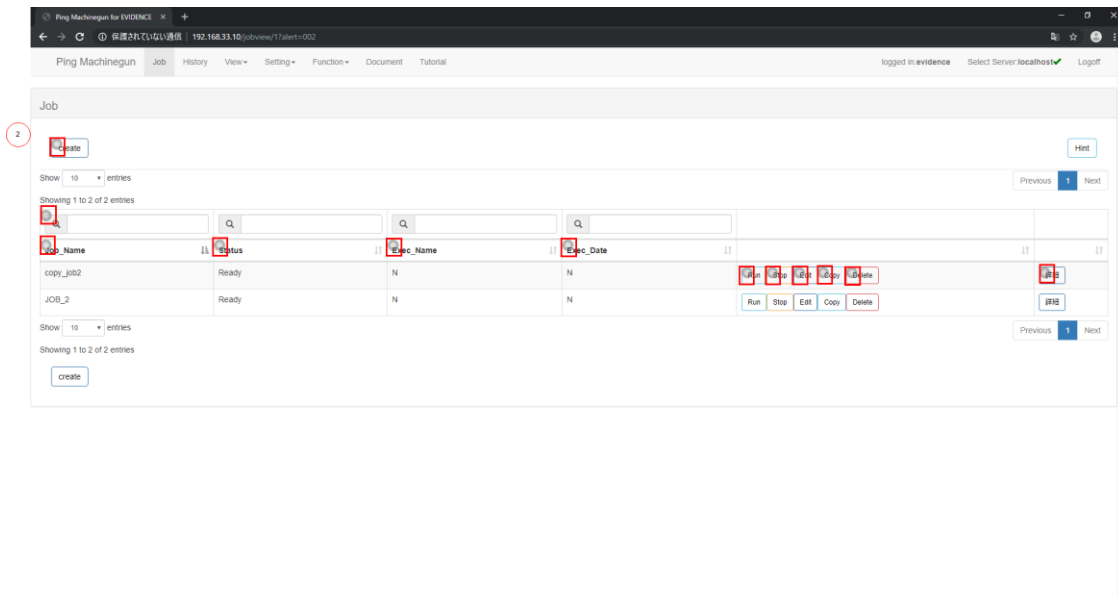 Ping Machinegun for EVIDENCE × +
保護されていない通信 | 192.168.33.10/jobview/1?alert=002
Ping Machinegun Job History View Setting Function Document Tutorial logged in:evidence Select Server:localhost✔ Logoff
Job
2
create Hint
Show 10 entries Previous 1 Next
Showing 1 to 2 of 2 entries
Job_Name Status Exec_Name Exec_Date
copy_job2 Ready N N Run Stop Edit Copy Delete 詳細
JOB_2 Ready N N Run Stop Edit Copy Delete 詳細
Show 10 entries Previous 1 Next
Showing 1 to 2 of 2 entries
create